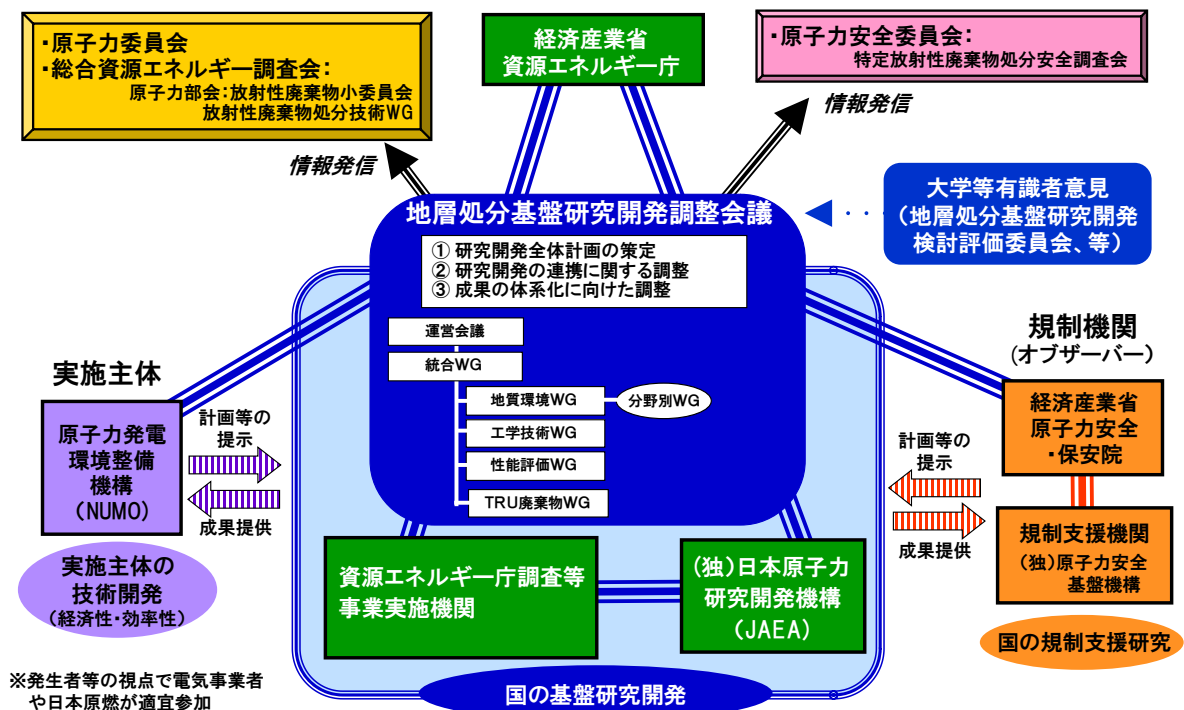 ・原子力委員会
・総合資源エネルギー調査会：
原子力部会：放射性廃棄物小委員会
放射性廃棄物処分技術WG
経済産業省
資源エネルギー庁
・原子力安全委員会：
特定放射性廃棄物処分安全調査会
情報発信
情報発信
大学等有識者意見
（地層処分基盤研究開発
検討評価委員会、等）
地層処分基盤研究開発調整会議
① 研究開発全体計画の策定
② 研究開発の連携に関する調整
③ 成果の体系化に向けた調整
運営会議
統合WG
地質環境WG
分野別WG
工学技術WG
性能評価WG
TRU廃棄物WG
実施主体
原子力発電
環境整備
機構
（NUMO）
計画等の
提示
成果提供
実施主体の
技術開発
（経済性・効率性）
規制機関
（オブザーバー）
経済産業省
原子力安全
・保安院
計画等の
提示
成果提供
規制支援機関
（独）原子力安全
基盤機構
国の規制支援研究
資源エネルギー庁調査等
事業実施機関
（独）日本原子力
研究開発機構
（JAEA）
国の基盤研究開発
※発生者等の視点で電気事業者
や日本原燃が適宜参加